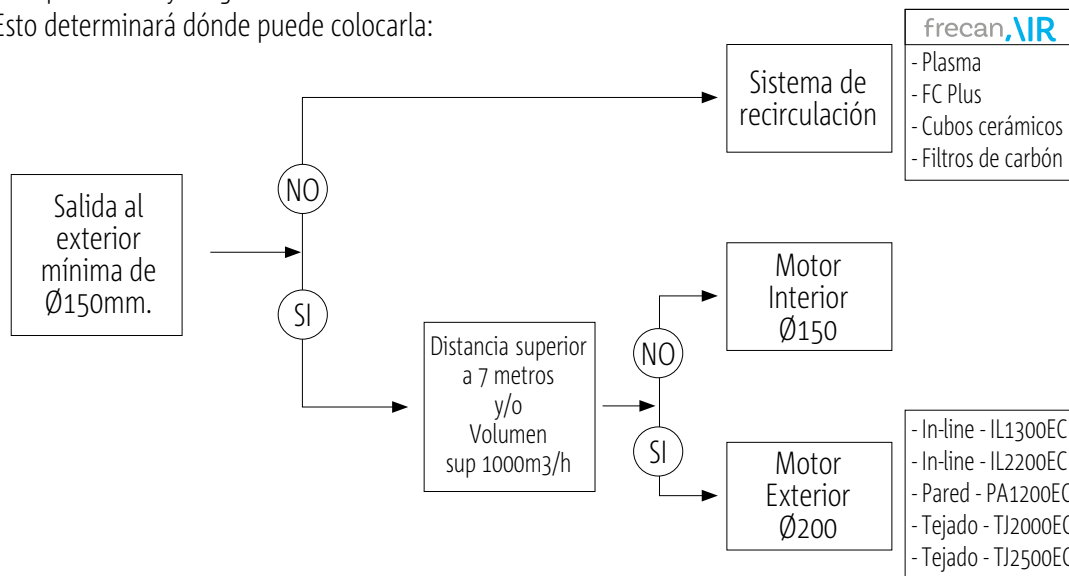 Esto determinará dónde puede colocarla:
frecan AIR
- Plasma
- FC Plus
- Cubos cerámicos
- Filtros de carbón
Sistema de
recirculación
NO
Salida al
exterior
mínima de
Ø150mm.
SI
Distancia superior
a 7 metros
y/o
Volumen
sup 1000m3/h
NO
Motor
Interior
Ø150
SI
Motor
Exterior
Ø200
- In-line - IL1300EC
- In-line - IL2200EC
- Pared - PA1200EC
- Tejado - TJ2000EC
- Tejado - TJ2500EC